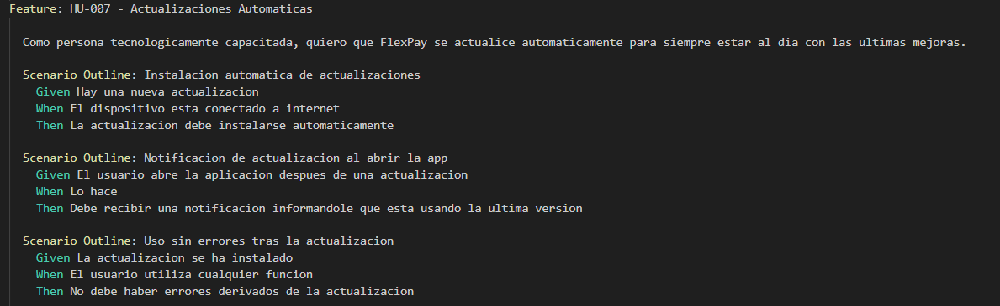 Feature: HU-007 - Actualizaciones Automaticas
Como persona tecnologicamente capacitada, quiero que FlexPay se actualice automaticamente para siempre estar al dia con las ultimas mejoras.
Scenario Outline: Instalacion automatica de actualizaciones
Given Hay una nueva actualizacion
When El dispositivo esta conectado a internet
Then La actualizacion debe instalarse automaticamente
Scenario Outline: Notificacion de actualizacion al abrir la app
Given El usuario abre la aplicacion despues de una actualizacion
When Lo hace
Then Debe recibir una notificacion informandole que esta usando la ultima version
Scenario Outline: Uso sin errores tras la actualizacion
Given La actualizacion se ha instalado
When El usuario utiliza cualquier funcion
Then No debe haber errores derivados de la actualizacion